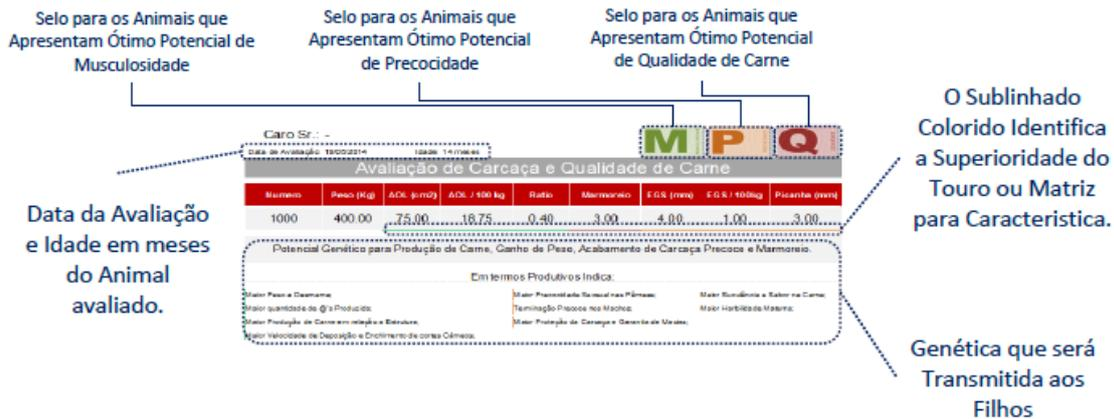 Selo para os Animais que
Apresentam Ótimo Potencial de
Musculosidade
Selo para os Animais que
Apresentam Ótimo Potencial
de Precocidade
Selo para os Animais que
Apresentam Ótimo Potencial
de Qualidade de Carne
O Sublinhado
Colorido Identifica
a Superioridade do
Touro ou Matriz
para Caracteristica.
Caro Sr.: -
Data de Avaliação Idade 14 meses
M P Q
Avaliação de Carcaça e Qualidade de Carne
Numero Peso (Kg) AOL (cm2) AOL / 100 kg Ratio Marmoreio EGS (mm) EGS / 100kg Picanha (mm)
1000 400.00 75.00 18.75 0.40 3.00 4.00 1.00 3.00
Potencial Genético para Produção de Carne, Ganho de Peso, Acabamento de Carcaça Precoce e Marmoreio.
Em termos Produtivos Indica:
Maior Peso a Desmama; Maior Precocidade Sexual nas Fêmeas; Maior Suculência e Sabor na Carne;
Maior quantidade de @'s Produzida; Terminação Precoce nos Machos; Maior Habilidade Materna;
Maior Produção de Carne em relação a Estrutura; Maior Proteção da Carcaça e Garantia de
Maior Velocidade de Deposição e Enchimento de cortes Cárneos;
Data da Avaliação
e Idade em meses
do Animal
avaliado.
Genética que será
Transmitida aos
Filhos